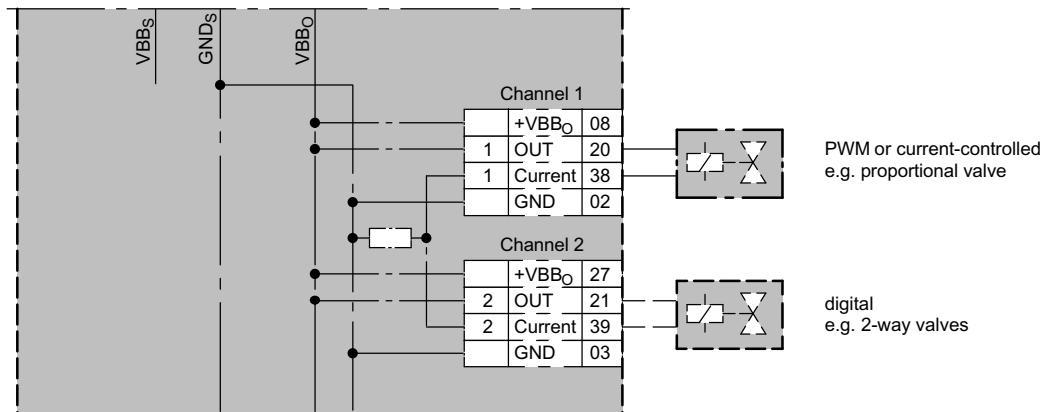 VBBS
GNDS
VBBO
Channel 1
+VBBO 08
1 OUT 20
1 Current 38
GND 02
PWM or current-controlled
e.g. proportional valve
Channel 2
+VBBO 27
2 OUT 21
2 Current 39
GND 03
digital
e.g. 2-way valves